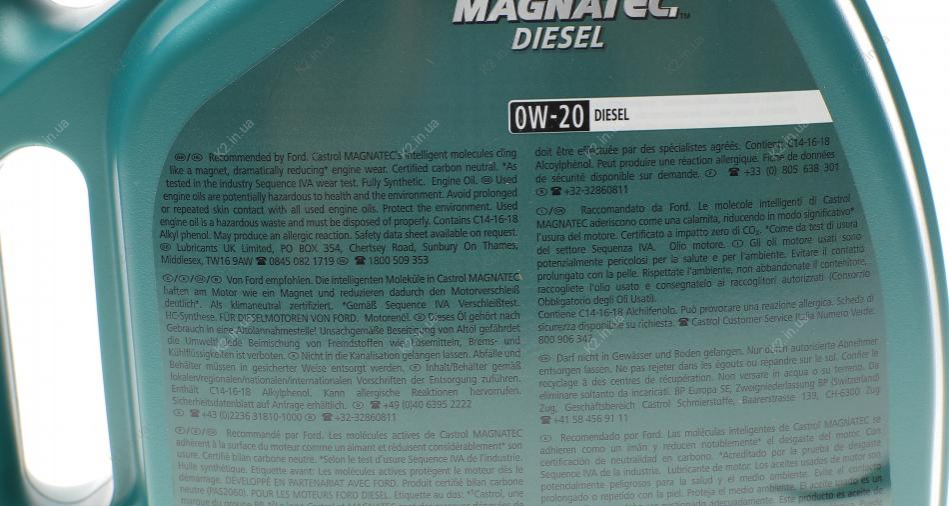 MAGNATEC
DIESEL
0W-20 DIESEL
Recommended by Ford. Castrol MAGNATEC's intelligent molecules cling
like a magnet, dramatically reducing* engine wear. Certified carbon neutral. *As
tested in the industry Sequence IVA wear test. Fully Synthetic. Engine Oil. Used
engine oils are potentially hazardous to health and the environment. Avoid prolonged
or repeated skin contact with all used engine oils. Protect the environment. Used
engine oil is a hazardous waste and must be disposed of properly. Contains C14-16-18
Alkyl phenol. May produce an allergic reaction. Safety data sheet available on request.
Lubricants UK Limited, PO BOX 354, Chertsey Road, Sunbury On Thames,
Middlesex, TW16 9AW ☎ 0845 082 1719 ☎ 1800 509 353
Von Ford empfohlen. Die intelligenten Moleküle in Castrol MAGNATEC
haften am Motor wie ein Magnet und reduzieren dadurch den Motorverschleiß
deutlich*. Als klimaneutral zertifiziert. *Gemäß Sequence IVA Verschleißtest.
HC-Synthese. FÜR DIESELMOTOREN VON FORD. Motorenöl. Dieses Öl gehört nach
Gebrauch in eine Altölannahmestelle! Unsachgemäße Beseitigung von Altöl gefährdet
die Umwelt! Jede Beimischung von Fremdstoffen wie Lösemitteln, Brems- und
Kühlflüssigkeiten ist verboten. Nicht in die Kanalisation gelangen lassen. Abfälle und
Behälter müssen in gesicherter Weise entsorgt werden. Inhalt/Behälter gemäß
lokalen/regionalen/nationalen/internationalen Vorschriften der Entsorgung zuführen.
Enthält C14-16-18 Alkylphenol. Kann allergische Reaktionen hervorrufen.
Sicherheitsdatenblatt auf Anfrage erhältlich. ☎ +49 (0)40 6395 2222
☎ +43 (0)2236 31810-1000 ☎ +32-32860811
Recommandé par Ford. Les molécules actives de Castrol MAGNATEC
adhèrent à la surface du moteur comme un aimant et réduisent considérablement* son
usure. Certifié bilan carbone neutre. *Selon le test d'usure Sequence IVA de l'industrie.
Huile synthétique. Etiquette avant: Les molécules actives protègent le moteur dès le
démarrage. DÉVELOPPÉ EN PARTENARIAT AVEC FORD. Produit certifié bilan carbone
neutre (PAS2060). POUR LES MOTEURS FORD DIESEL. Etiquette au dos: *"Castrol, une
doit être effectuée par des spécialistes agréés. Contient C14-16-18
Alcoylphénol. Peut produire une réaction allergique. Fiche de données
de sécurité disponible sur demande. ☎ +33 (0) 805 638 301
☎ +32-32860811
Raccomandato da Ford. Le molecole intelligenti di Castrol
MAGNATEC aderiscono come una calamita, riducendo in modo significativo*
l'usura del motore. Certificato a impatto zero di CO₂. *Come da test di usura
del settore Sequence IVA. Olio motore. Gli oli motore usati sono
potenzialmente pericolosi per la salute e per l'ambiente. Evitare il contatto
prolungato con la pelle. Rispettate l'ambiente, non abbandonate il contenitore,
raccogliete l'olio usato e consegnatelo ai raccoglitori autorizzati (Consorzio
Obbligatorio degli Oli Usati).
Contiene C14-16-18 Alchilfenolo. Può provocare una reazione allergica. Scheda di
sicurezza disponibile su richiesta. ☎ Castrol Customer Service Italia Numero Verde:
800 906 347
Darf nicht in Gewässer und Boden gelangen. Nur durch autorisierte Abnehmer
entsorgen lassen. Ne pas rejeter dans les égouts ou répandre sur le sol. Confier le
recyclage à des centres de récupération. Non versare in acqua o su terreno. Da
eliminare soltanto da incaricati. BP Europa SE, Zweigniederlassung BP (Switzerland)
Zug, Geschäftsbereich Castrol Schmierstoffe, Baarerstrasse 139, CH-6300 Zug
☎ +41 58 456 91 11
Recomendado por Ford. Las moléculas inteligentes de Castrol MAGNATEC se
adhieren como un imán y reducen notablemente* el desgaste del motor. Con
certificación de neutralidad en carbono. *Acreditado por la prueba de desgaste
Sequence IVA de la industria. Lubricante de motor. Los aceites usados de motor son
potencialmente peligrosos para la salud y el medio ambiente. Evite el contacto
prolongado o repetido con la piel. Proteja el medio ambiente. El aceite usado es un